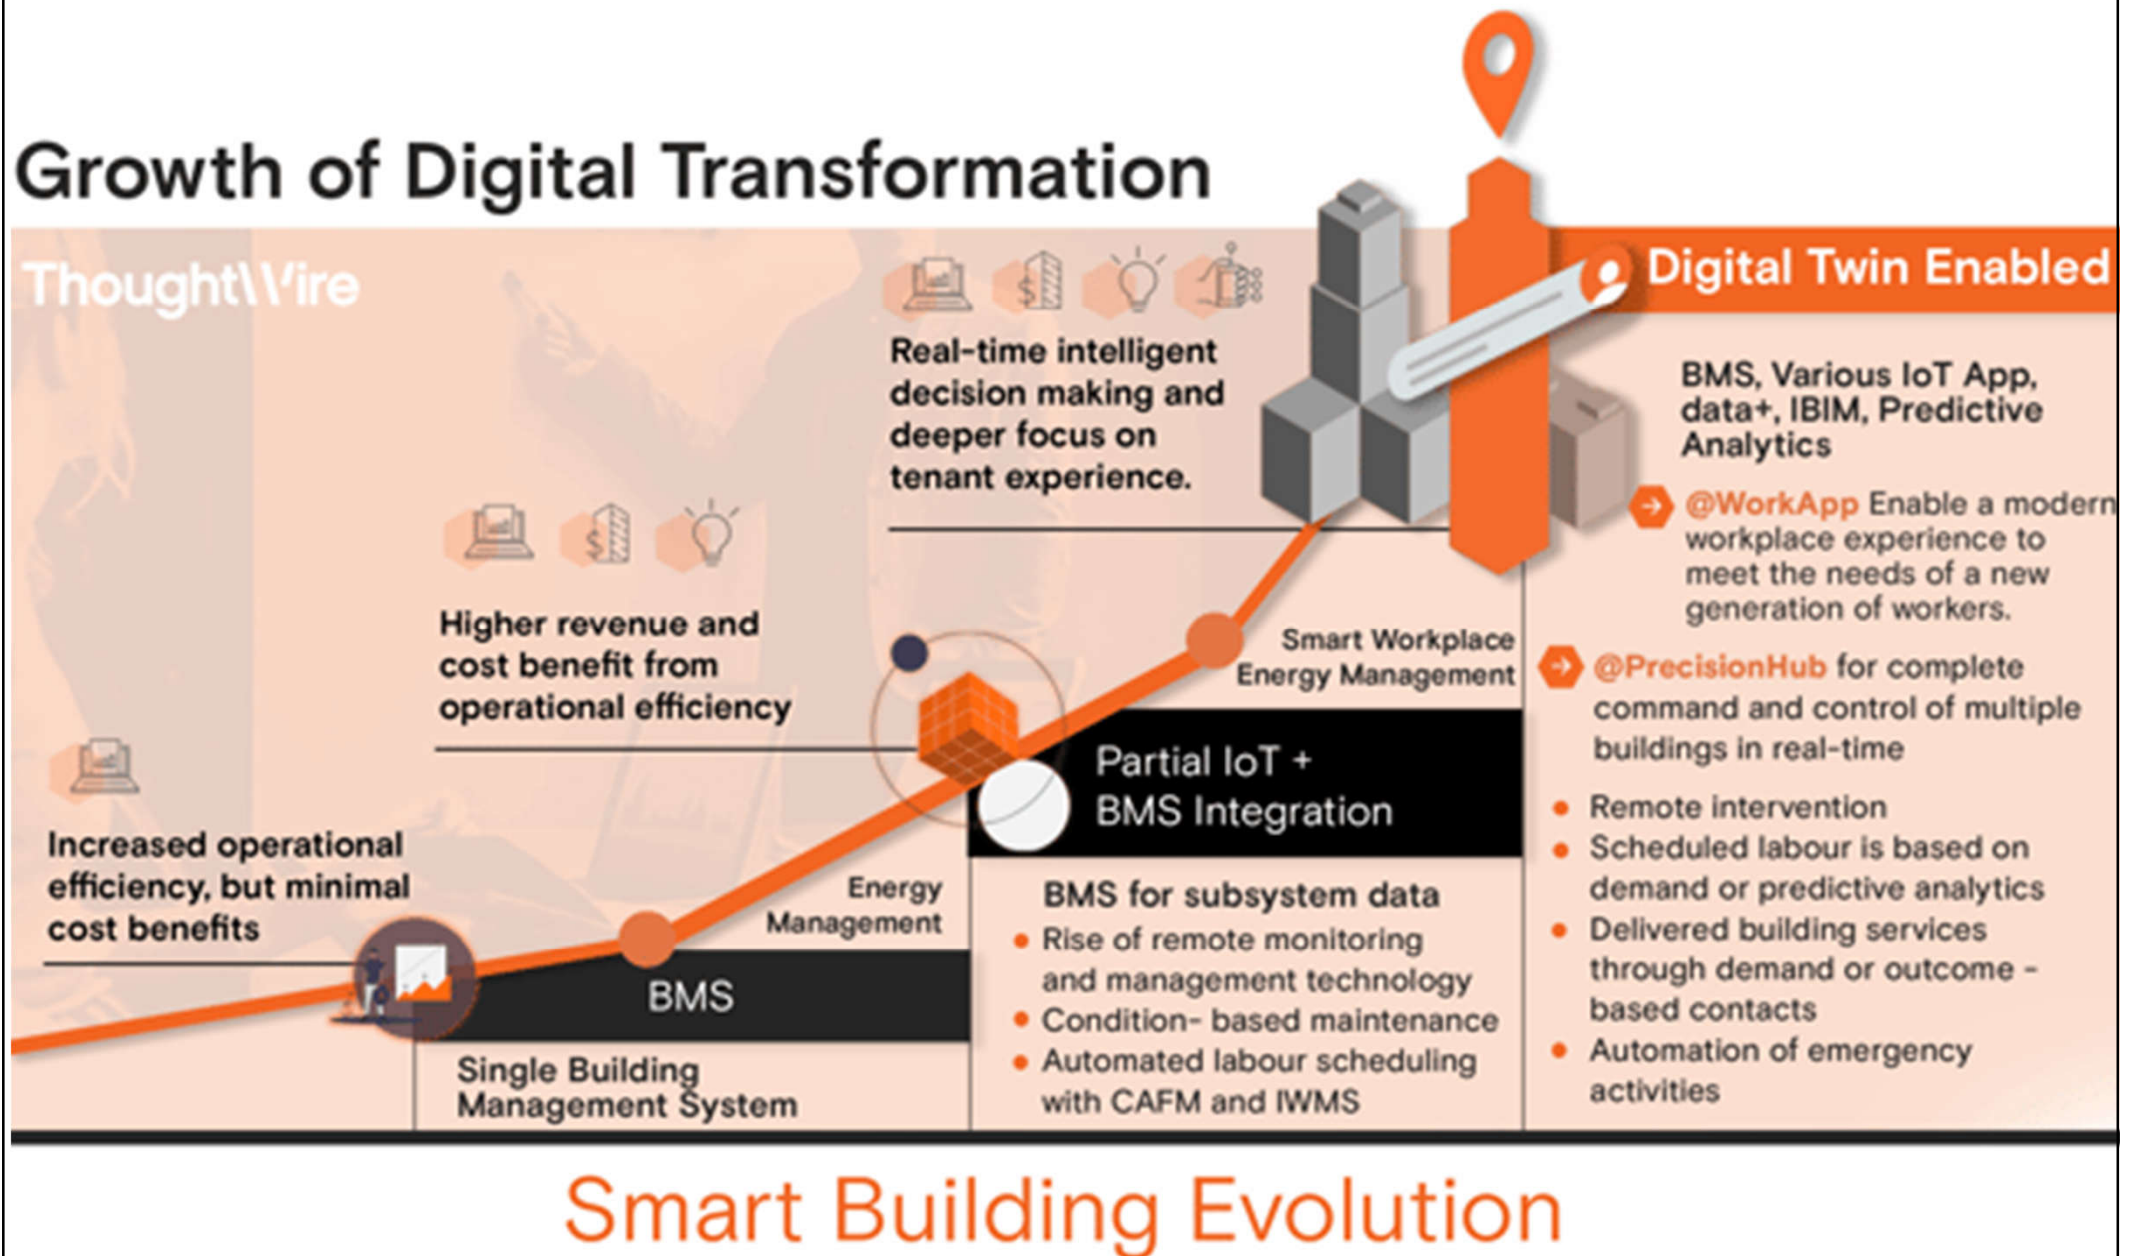 Growth of Digital Transformation
ThoughtWire
Digital Twin Enabled
Real-time intelligent
decision making and
deeper focus on
tenant experience.
BMS, Various IoT App,
data+, IBIM, Predictive
Analytics
@WorkApp Enable a modern
workplace experience to
meet the needs of a new
generation of workers.
@PrecisionHub for complete
command and control of multiple
buildings in real-time
Remote intervention
Scheduled labour is based on
demand or predictive analytics
Delivered building services
through demand or outcome -
based contacts
Automation of emergency
activities
Higher revenue and
cost benefit from
operational efficiency
Smart Workplace
Energy Management
Partial IoT +
BMS Integration
BMS for subsystem data
Rise of remote monitoring
and management technology
Condition- based maintenance
Automated labour scheduling
with CAFM and IWMS
Increased operational
efficiency, but minimal
cost benefits
Energy
Management
BMS
Single Building
Management System
Smart Building Evolution